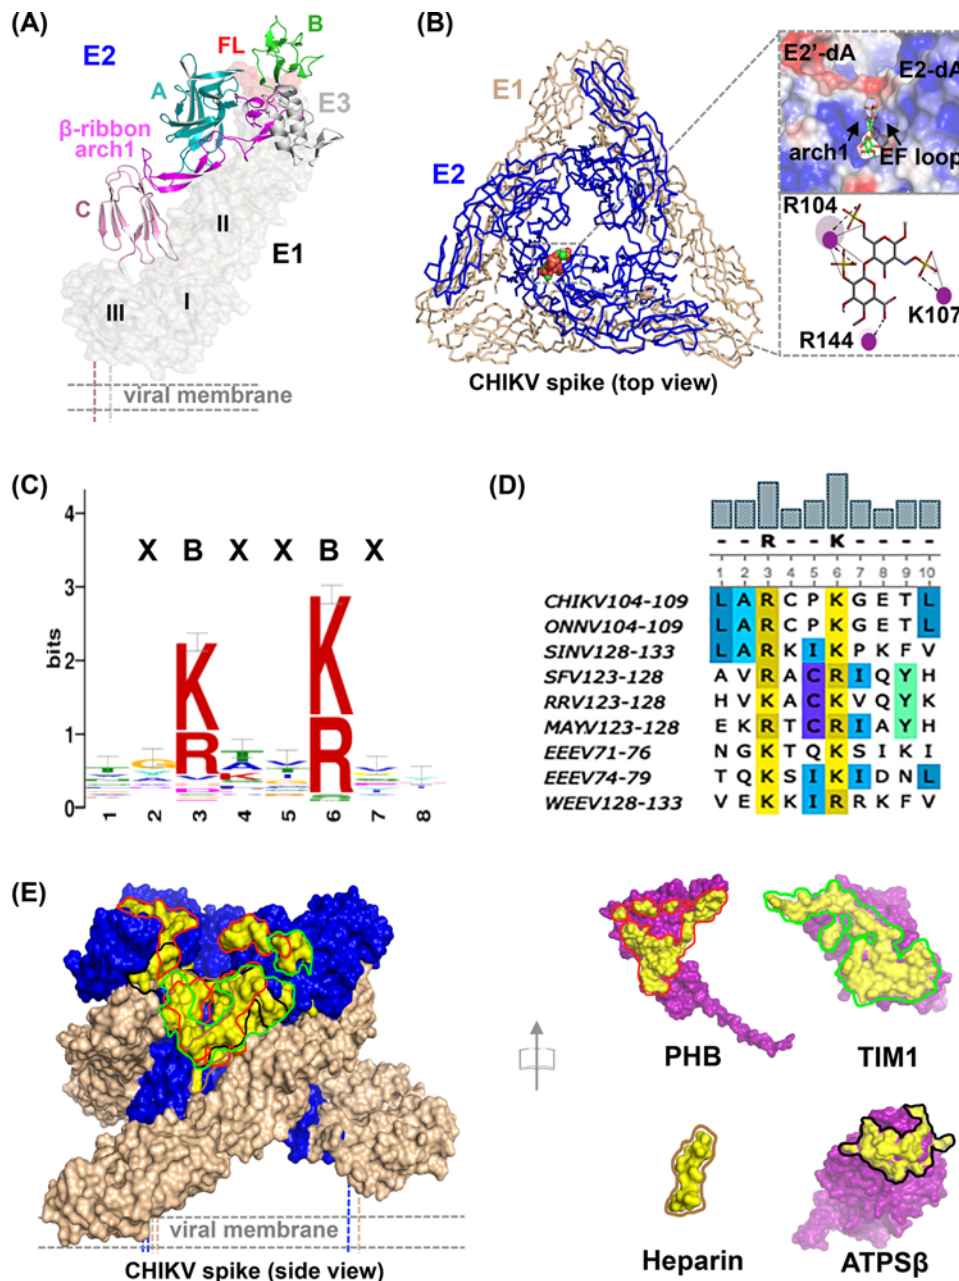 (A)
E2
B
FL
A
E3
β-ribbon
arch1
C
II
E1
I
III
viral membrane
(B)
E1
E2
CHIKV spike (top view)
E2'-dA
E2-dA
arch1
EF loop
R104
K107
R144
(C)
bits
4
3
2
1
0
X B X X B X
K
R
K
R
1 2 3 4 5 6 7 8
(D)
- - R - - K - - - -
1 2 3 4 5 6 7 8 9 10
CHIKV104-109 L A R C P K G E T L
ONNV104-109 L A R C P K G E T L
SINV128-133 L A R K I K P K F V
SFV123-128 A V R A C R I Q Y H
RRV123-128 H V K A C K V Q Y K
MAYV123-128 E K R T C R I A Y H
EEEV71-76 N G K T Q K S I K I
EEEV74-79 T Q K S I K I D N L
WEEV128-133 V E K K I R R K F V
(E)
viral membrane
CHIKV spike (side view)
PHB
TIM1
Heparin
ATPSβ